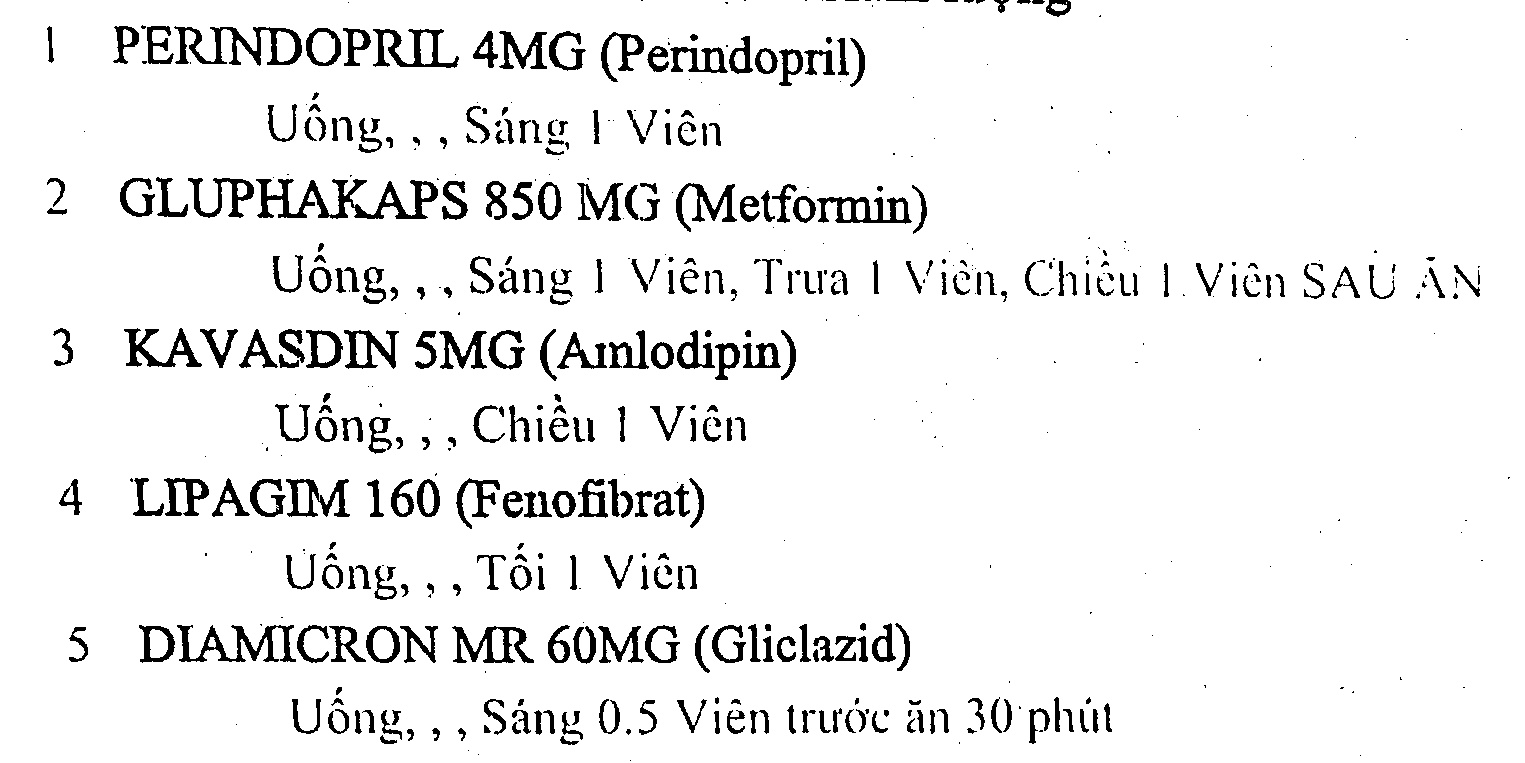 1 PERINDOPRIL 4MG (Perindopril)
Uống, , , Sáng 1 Viên
2 GLUPHAKAPS 850 MG (Metformin)
Uống, , , Sáng 1 Viên, Trưa 1 Viên, Chiều 1 Viên SAU ĂN
3 KAVASDIN 5MG (Amlodipin)
Uống, , , Chiều 1 Viên
4 LIPAGIM 160 (Fenofibrat)
Uống, , , Tối 1 Viên
5 DIAMICRON MR 60MG (Gliclazid)
Uống, , , Sáng 0.5 Viên trước ăn 30 phút